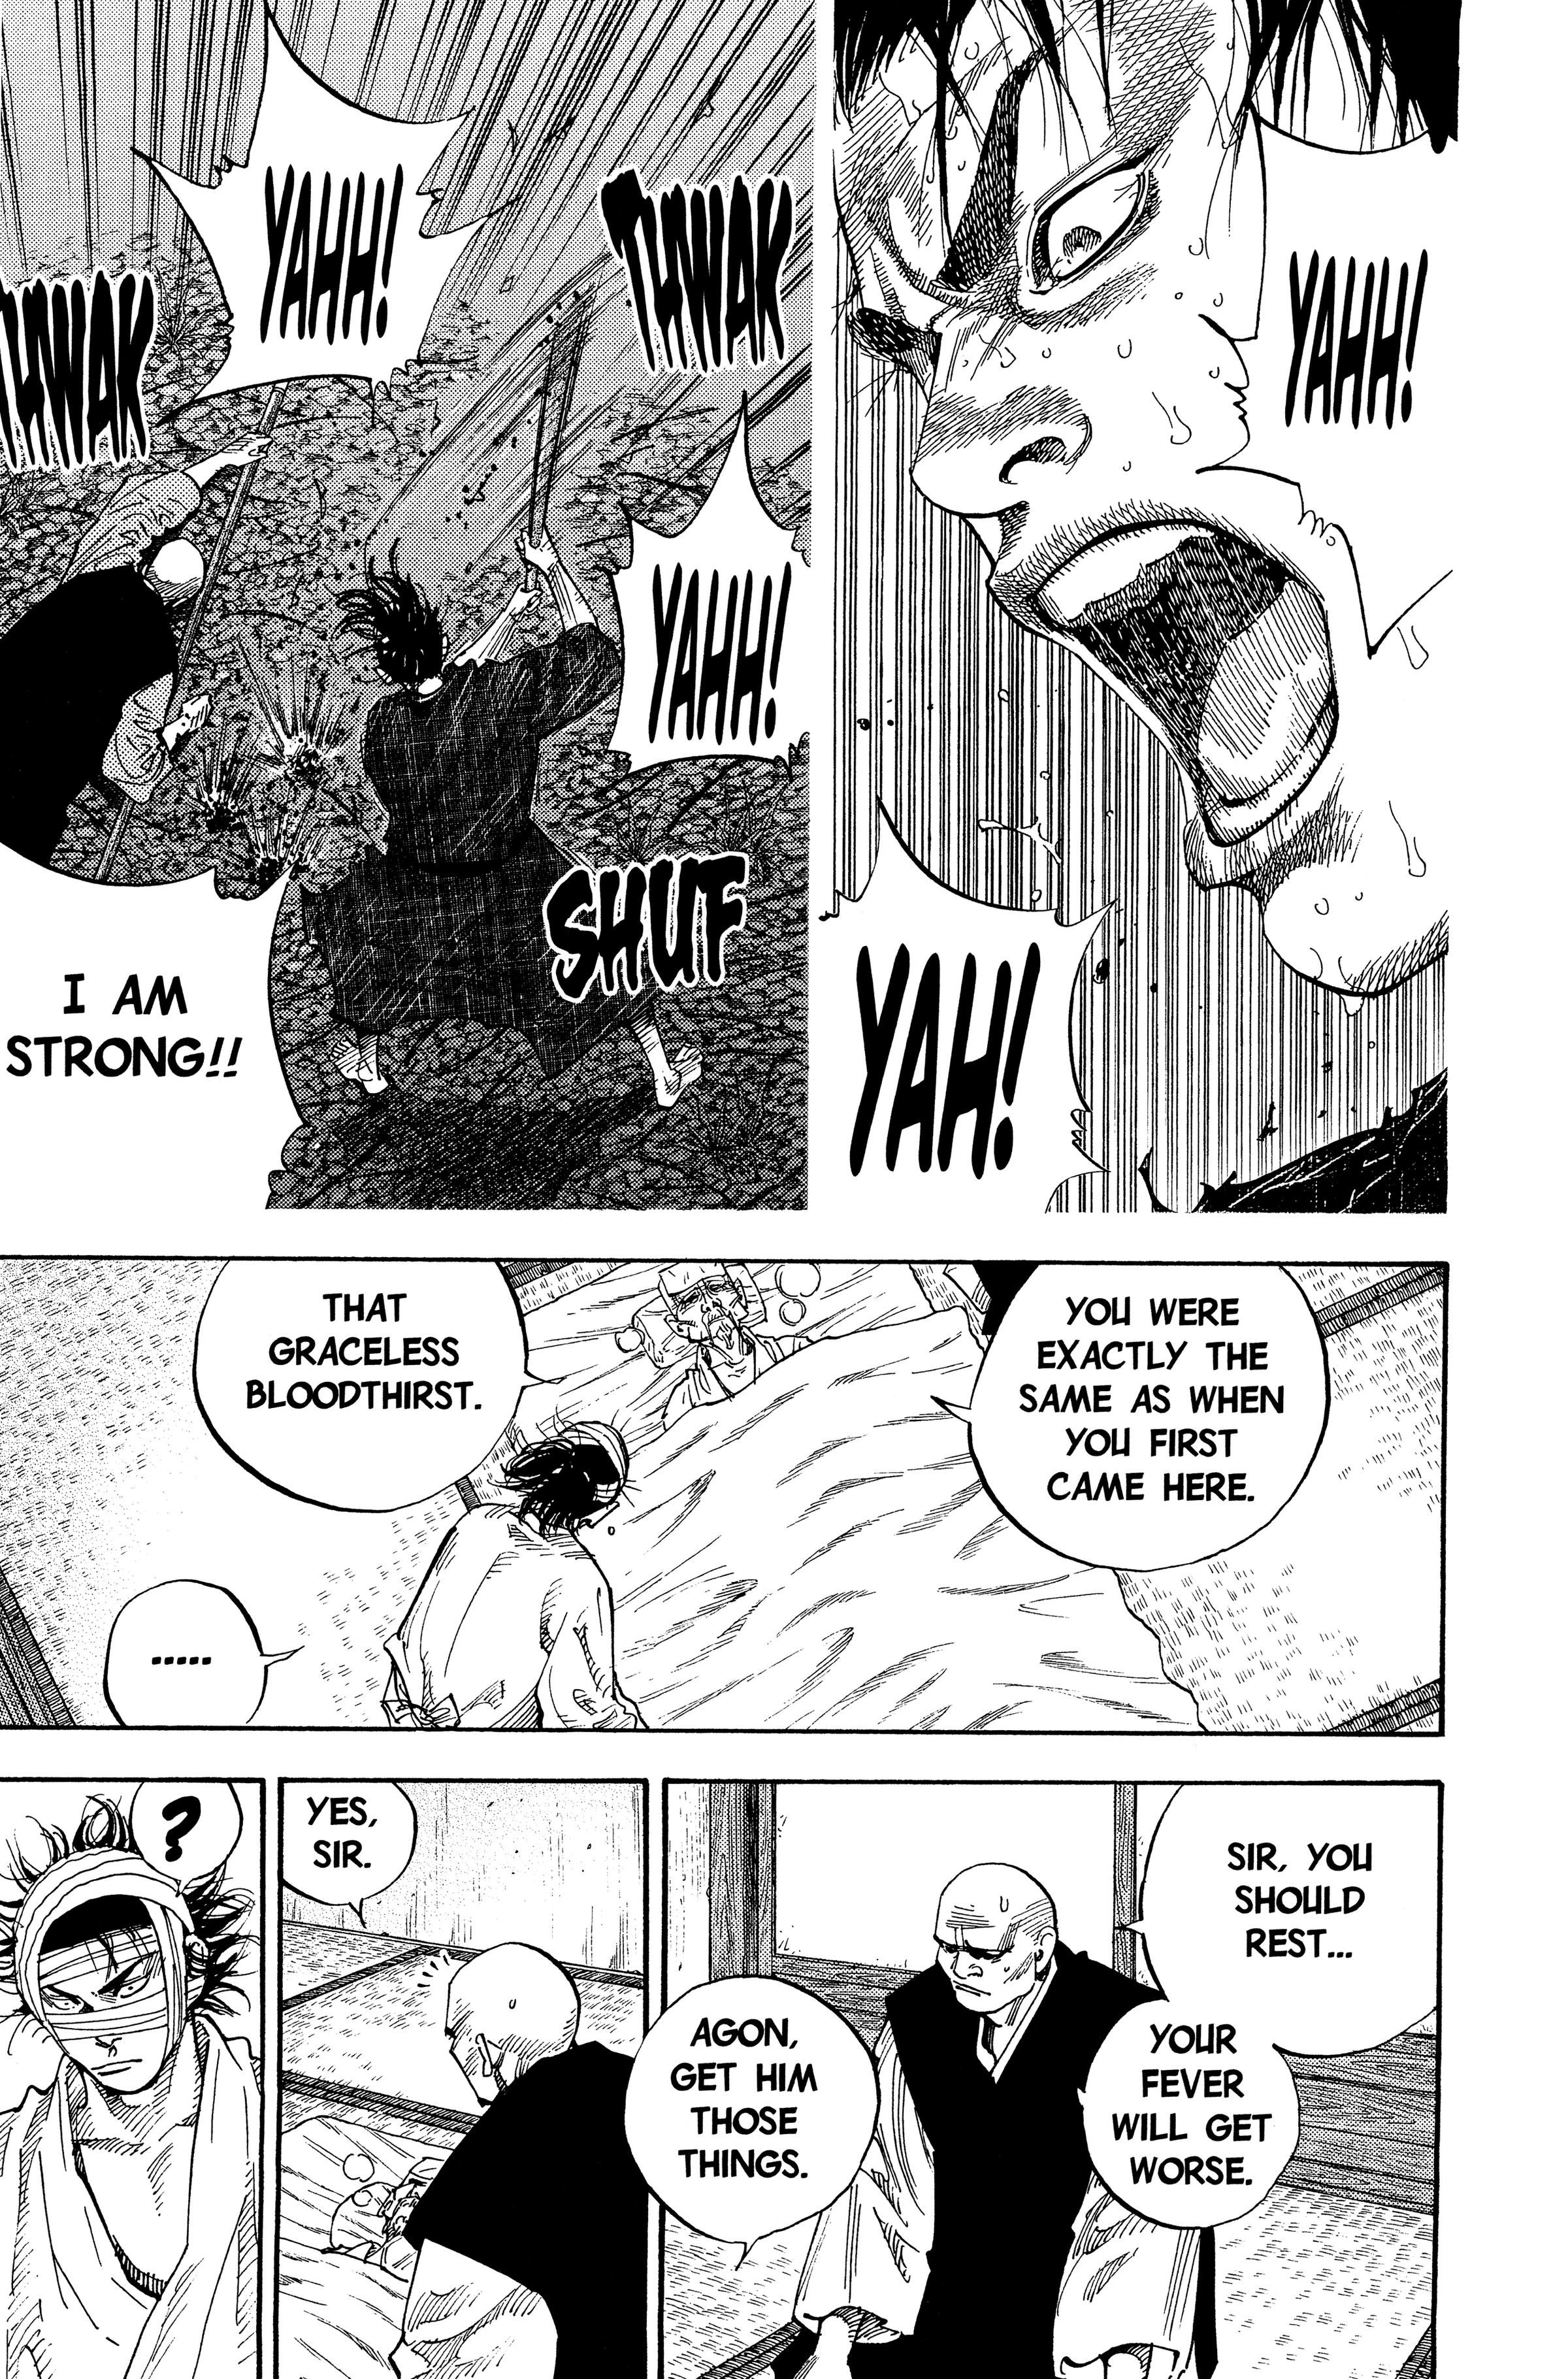 YAHH!
YAH!
THWAK
YAHH!
YAHH!
THWAK
SHUF
I AM
STRONG!!
YOU WERE
EXACTLY THE
SAME AS WHEN
YOU FIRST
CAME HERE.
THAT
GRACELESS
BLOODTHIRST.
.....
SIR, YOU
SHOULD
REST...
YOUR
FEVER
WILL GET
WORSE.
AGON,
GET HIM
THOSE
THINGS.
YES,
SIR.
?